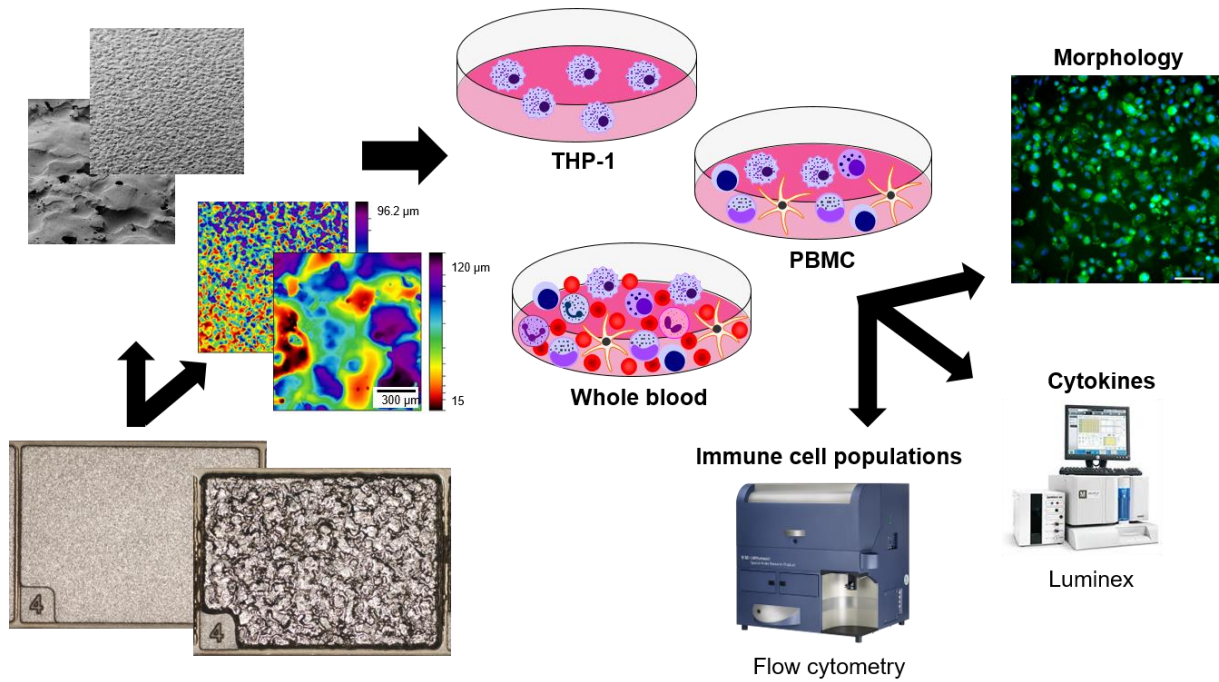 Morphology
THP-1
PBMC
96.2 µm
120 µm
300 µm
15
Whole blood
Cytokines
Immune cell populations
Luminex
4
4
Flow cytometry